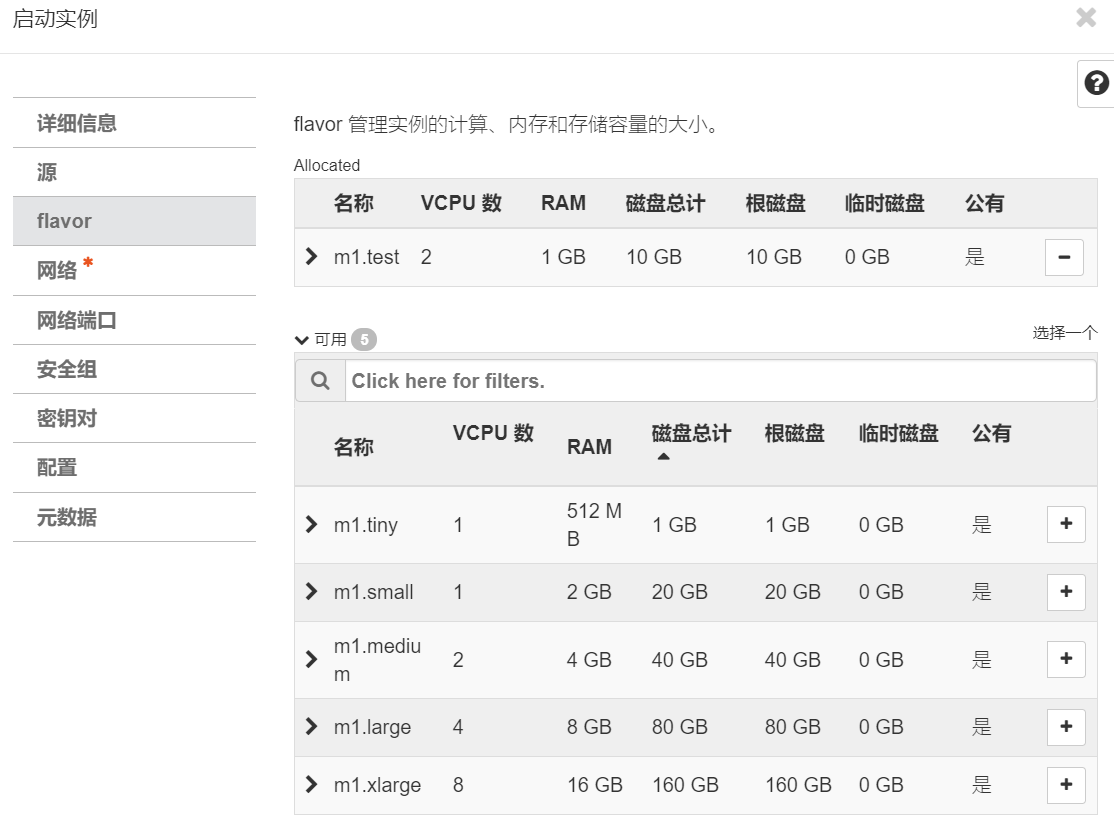 启动实例
详细信息
源
flavor
网络 *
网络端口
安全组
密钥对
配置
元数据
flavor 管理实例的计算、内存和存储容量的大小。
Allocated
名称 VCPU 数 RAM 磁盘总计 根磁盘 临时磁盘 公有
m1.test 2 1 GB 10 GB 10 GB 0 GB 是
可用 5 选择一个
Click here for filters.
名称 VCPU 数 RAM 磁盘总计 根磁盘 临时磁盘 公有
m1.tiny 1 512 M
B 1 GB 1 GB 0 GB 是
m1.small 1 2 GB 20 GB 20 GB 0 GB 是
m1.mediu
m 2 4 GB 40 GB 40 GB 0 GB 是
m1.large 4 8 GB 80 GB 80 GB 0 GB 是
m1.xlarge 8 16 GB 160 GB 160 GB 0 GB 是